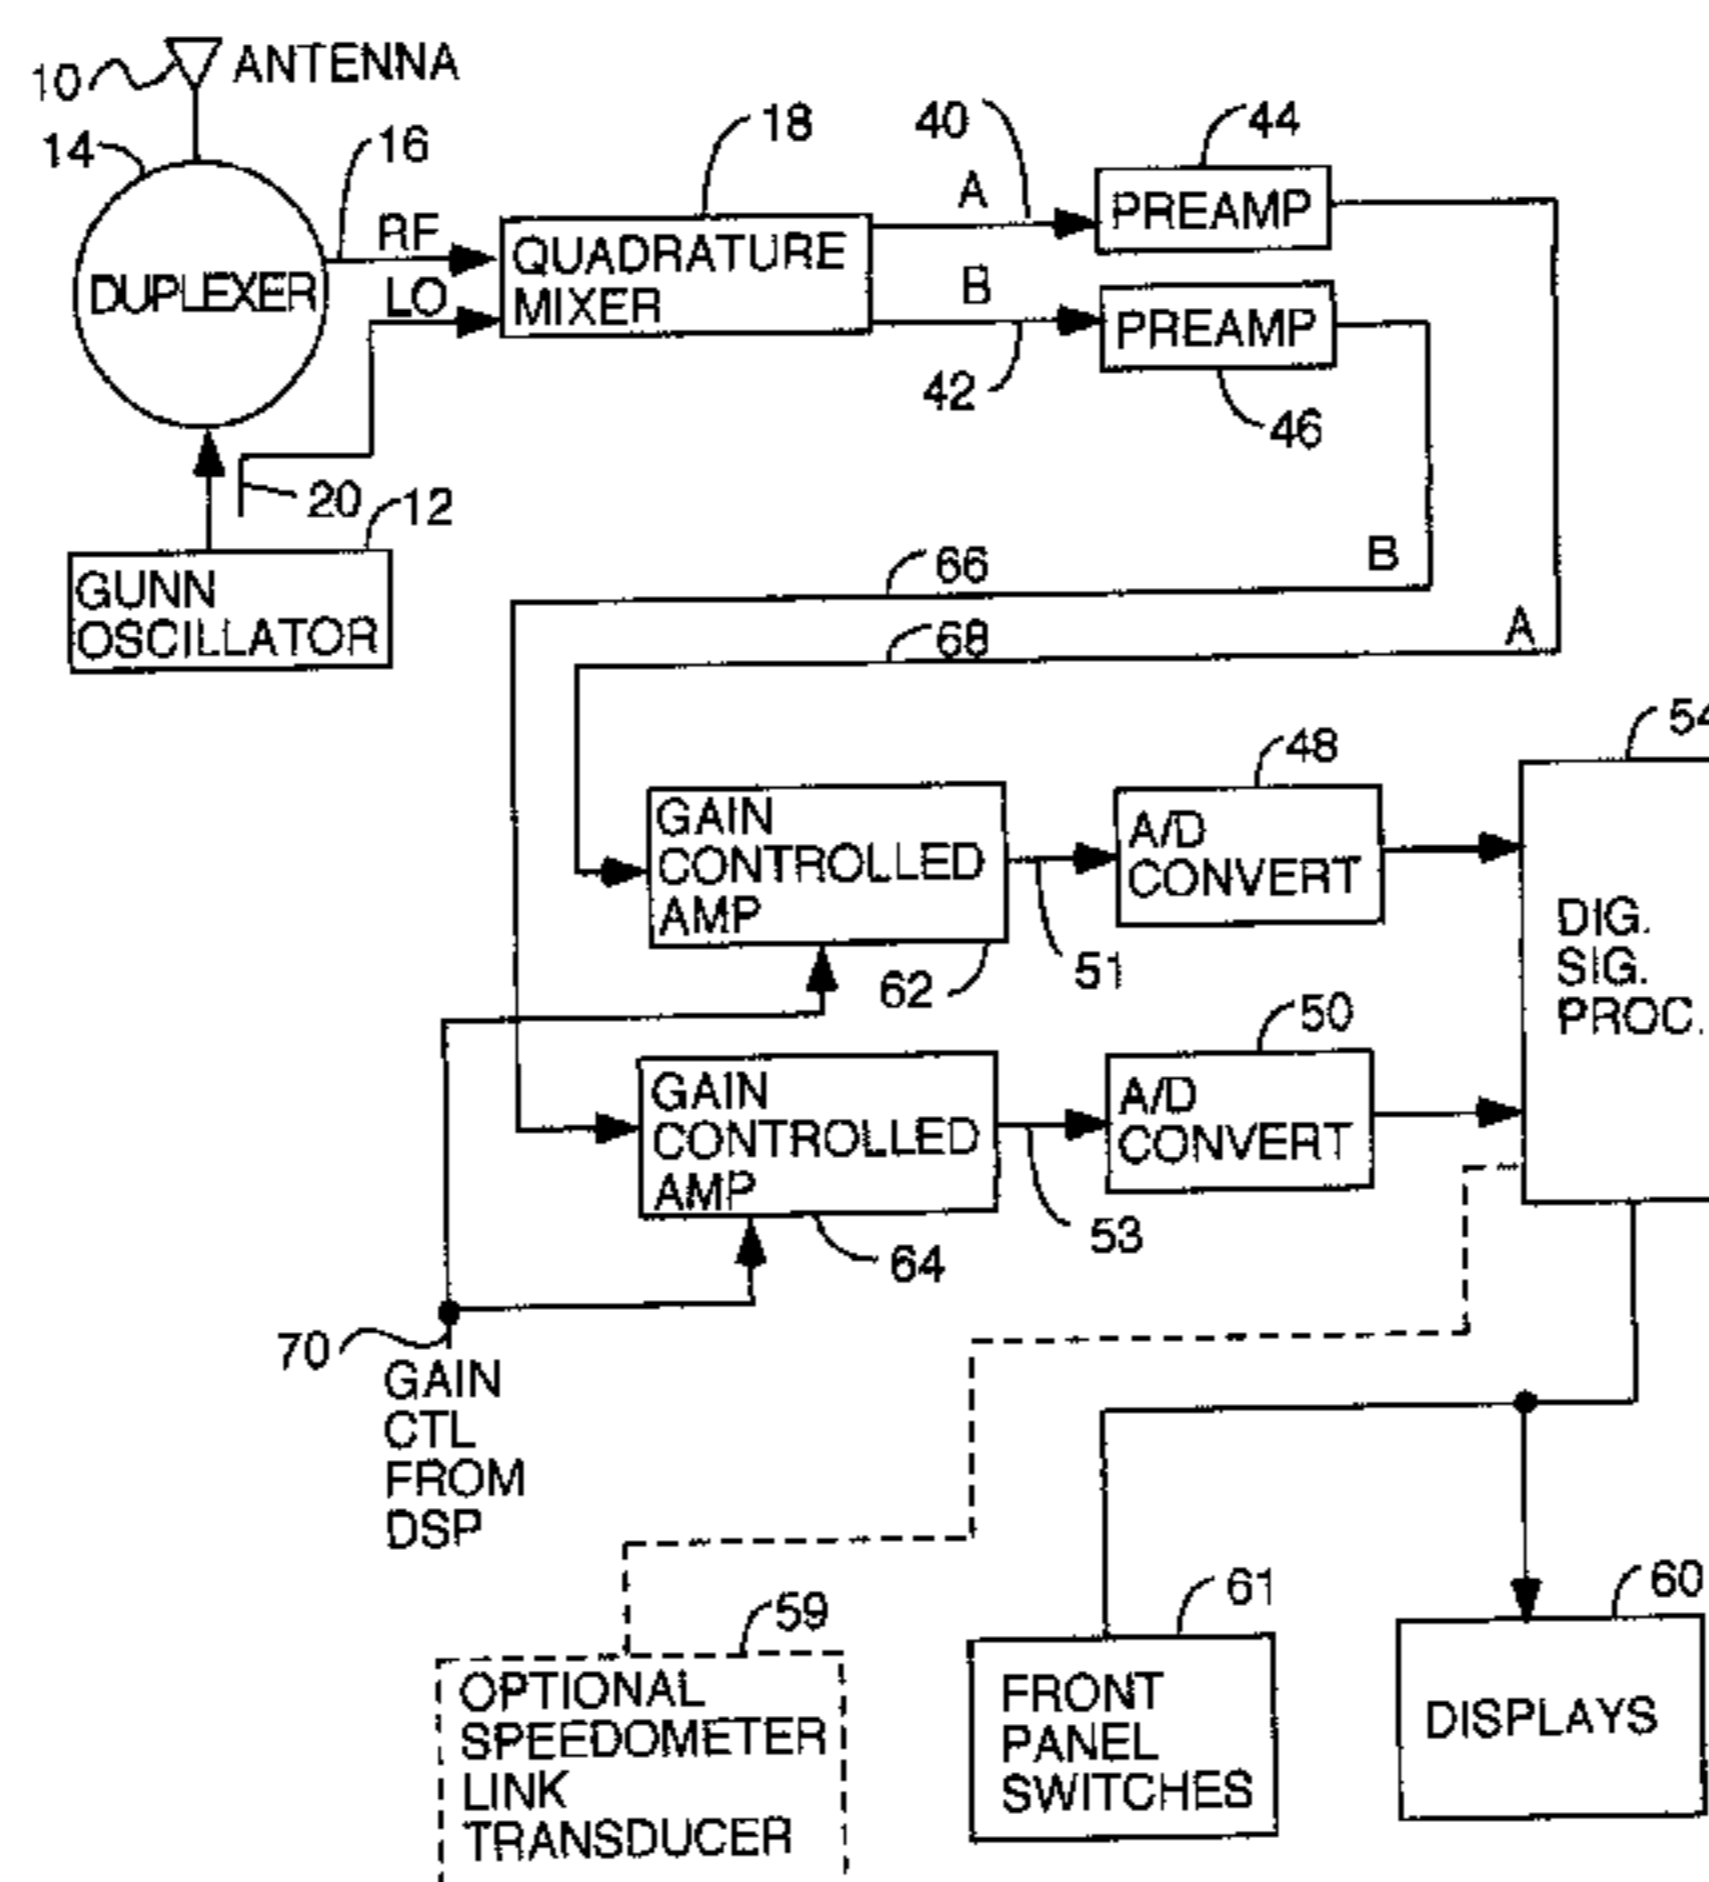 10
ANTENNA
14
16
18
40
44
RF
A
PREAMP
DUPLEXER
QUADRATURE
MIXER
LO
B
PREAMP
42
46
20
12
GUNN
OSCILLATOR
66
B
68
A
54
48
GAIN
CONTROLLED
AMP
A/D
CONVERT
DIG.
SIG.
PROC.
62
51
50
GAIN
CONTROLLED
AMP
A/D
CONVERT
53
64
70
GAIN
CTL
FROM
DSP
59
61
60
OPTIONAL
SPEEDOMETER
LINK
TRANSDUCER
FRONT
PANEL
SWITCHES
DISPLAYS